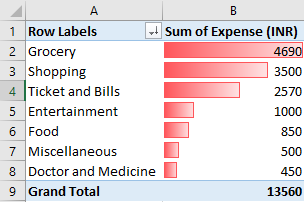 A B
1 Row Labels Sum of Expense (INR)
2 Grocery 4690
3 Shopping 3500
4 Ticket and Bills 2570
5 Entertainment 1000
6 Food 850
7 Miscellaneous 500
8 Doctor and Medicine 450
9 Grand Total 13560